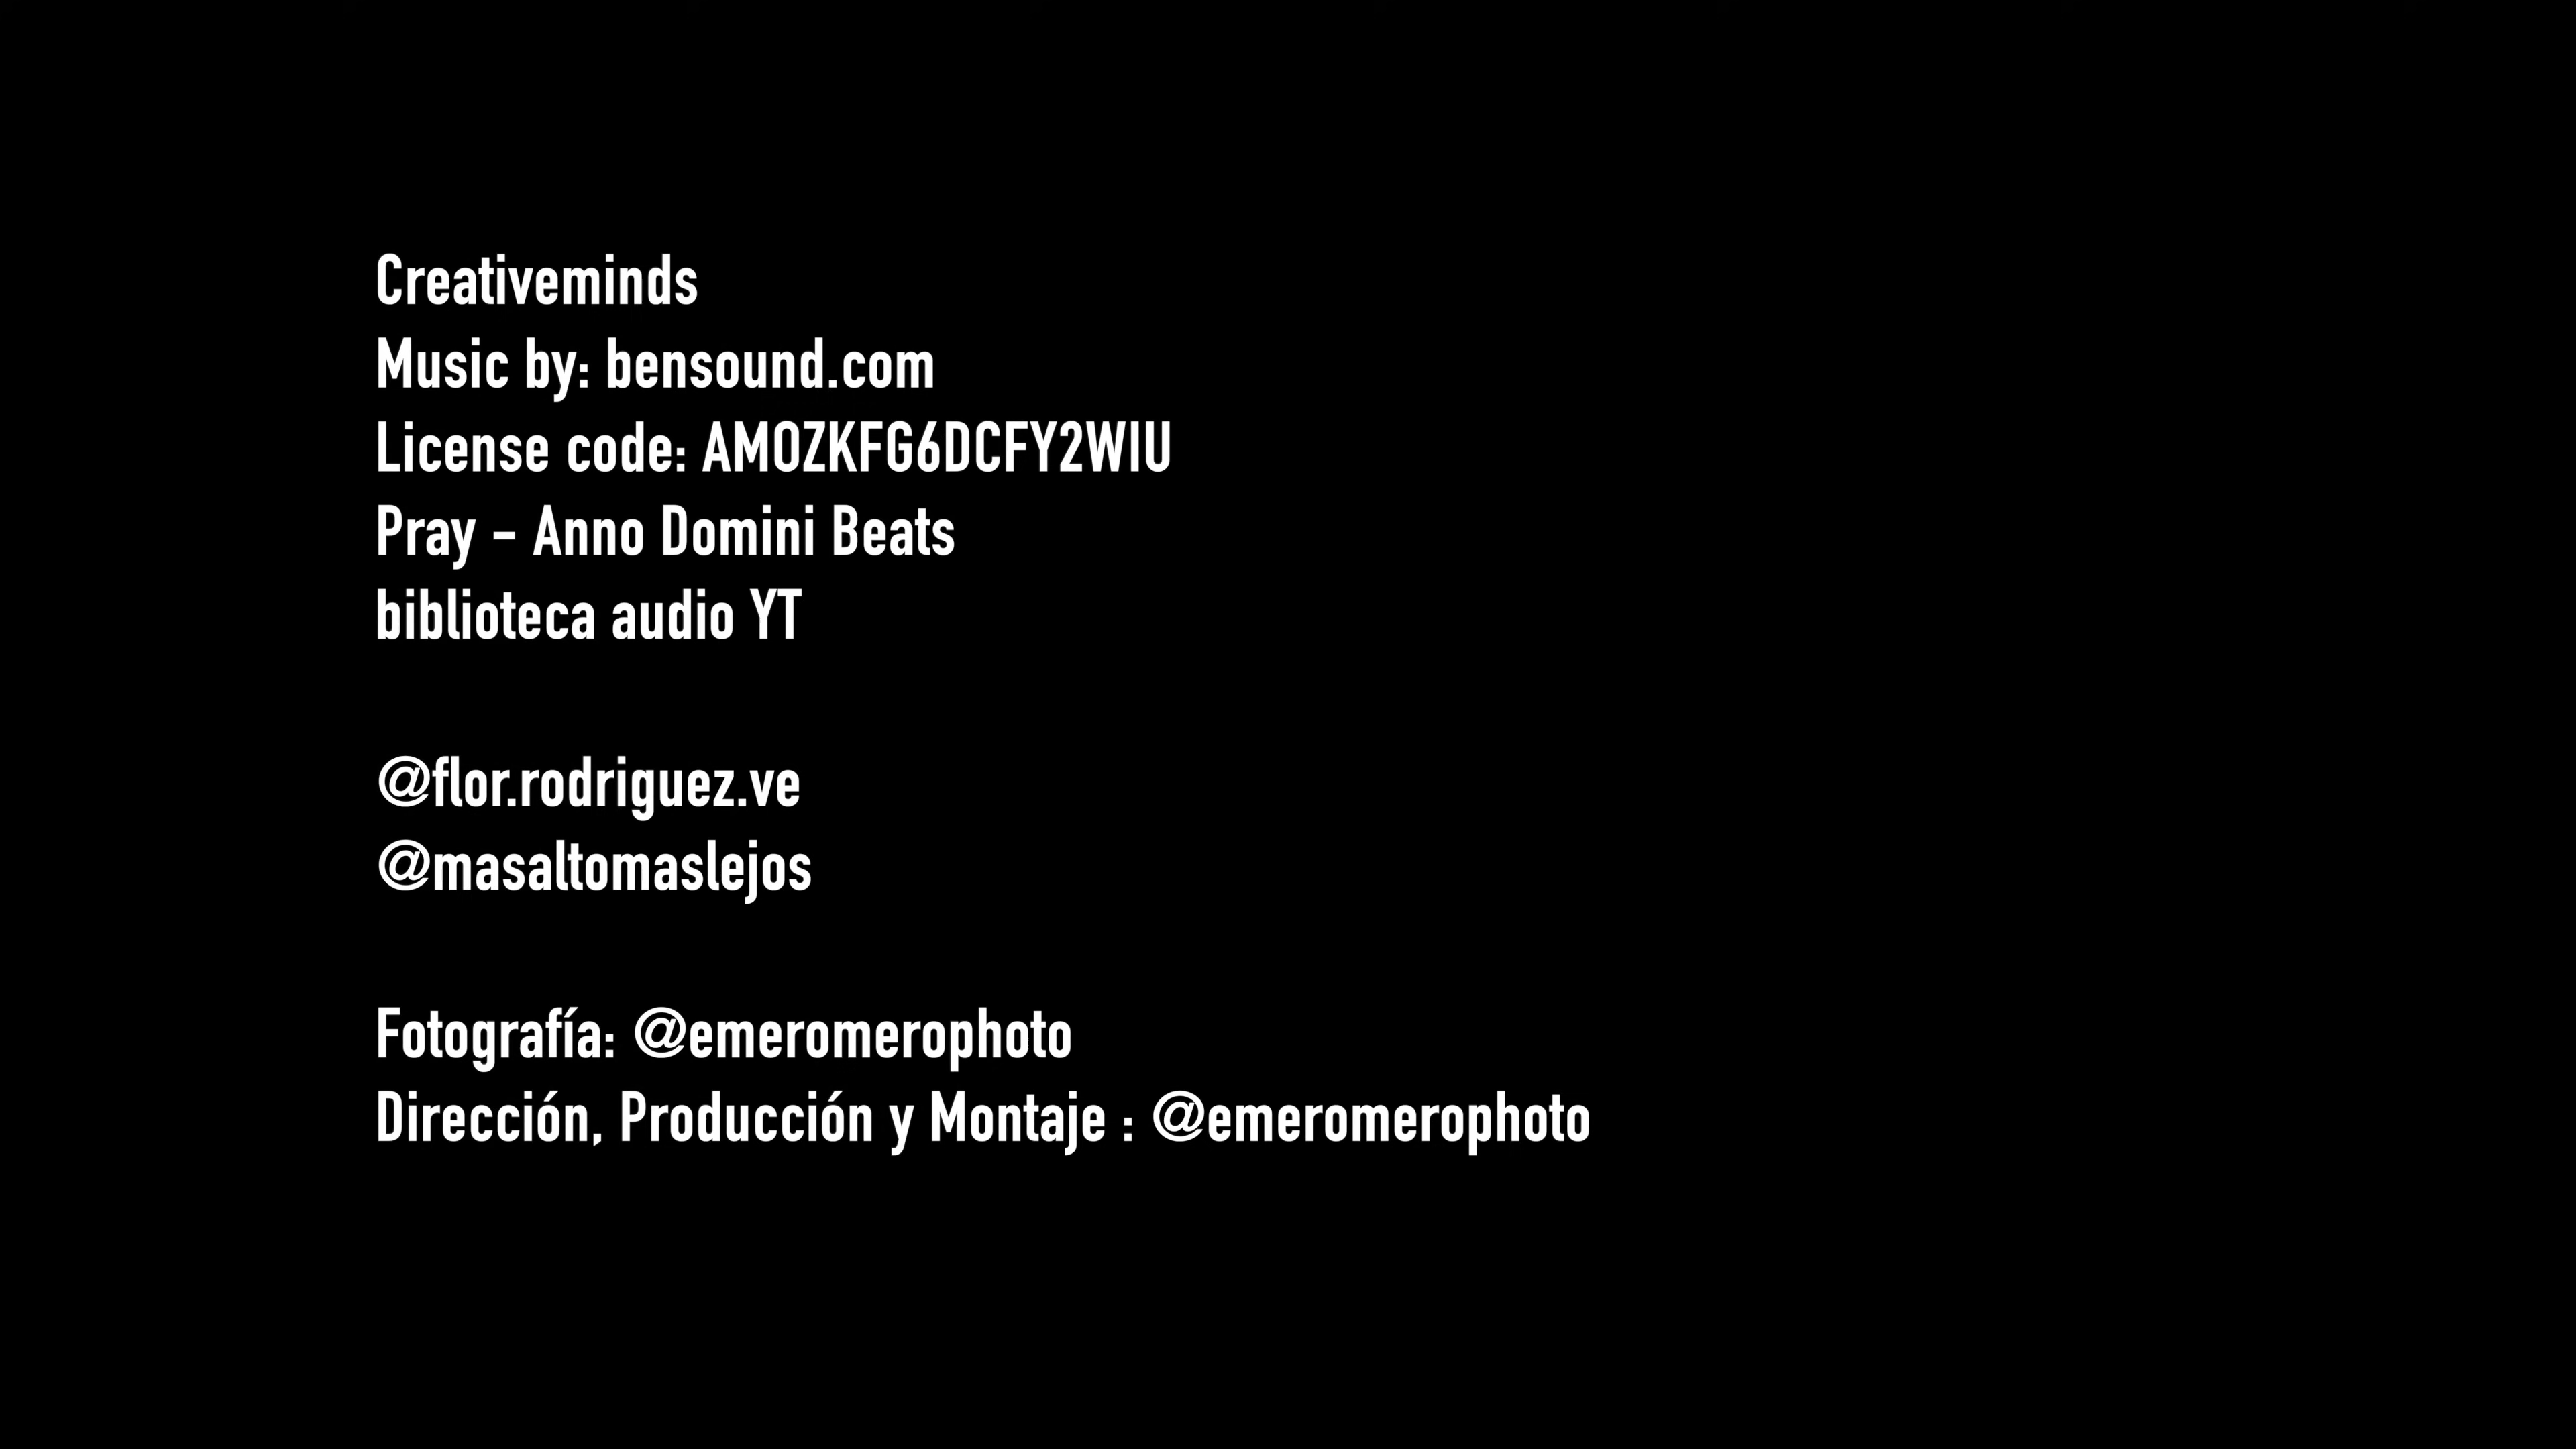 Creativeminds
Music by: bensound.com
License code: AMOZKFG6DCFY2WIU
Pray - Anno Domini Beats
biblioteca audio YT
@flor.rodriguez.ve
@masaltomaslejos
Fotografía: @emeromerophoto
Dirección, Producción y Montaje : @emeromerophoto